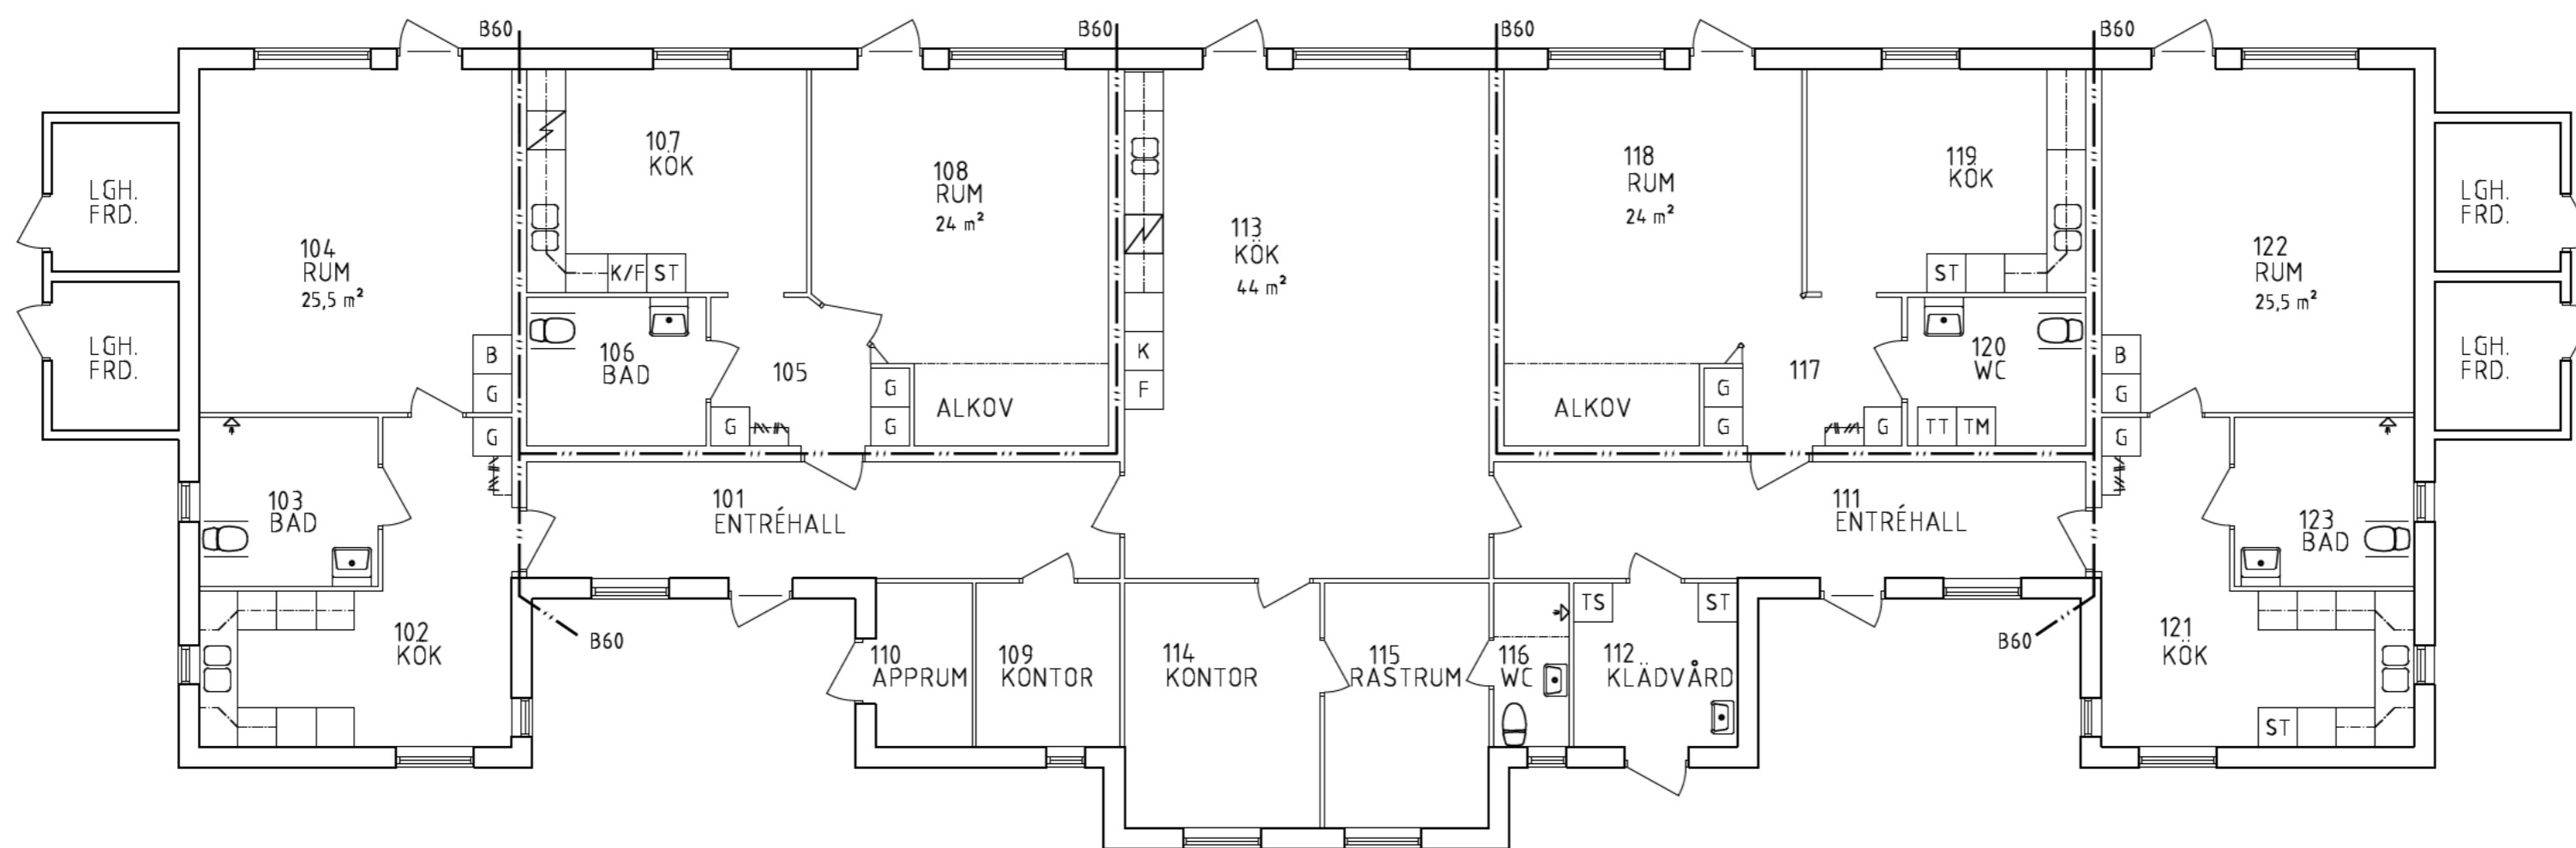 B60
B60
B60
B60
LGH.
FRD.
LGH.
FRD.
104
RUM
25,5 m²
B
G
G
103
BAD
102
KÖK
107
KÖK
K/F ST
106
BAD
105
G
G
G
108
RUM
24 m²
ALKOV
101
ENTRÉHALL
B60
110
APPRUM
109
KONTOR
113
KÖK
44 m²
K
F
114
KONTOR
115
RASTRUM
116
WC
TS
ST
112
KLÄDVÅRD
118
RUM
24 m²
ALKOV
G
G
117
G
119
KÖK
ST
120
WC
TT TM
111
ENTRÉHALL
B60
122
RUM
25,5 m²
B
G
G
123
BAD
121
KÖK
ST
LGH.
FRD.
LGH.
FRD.